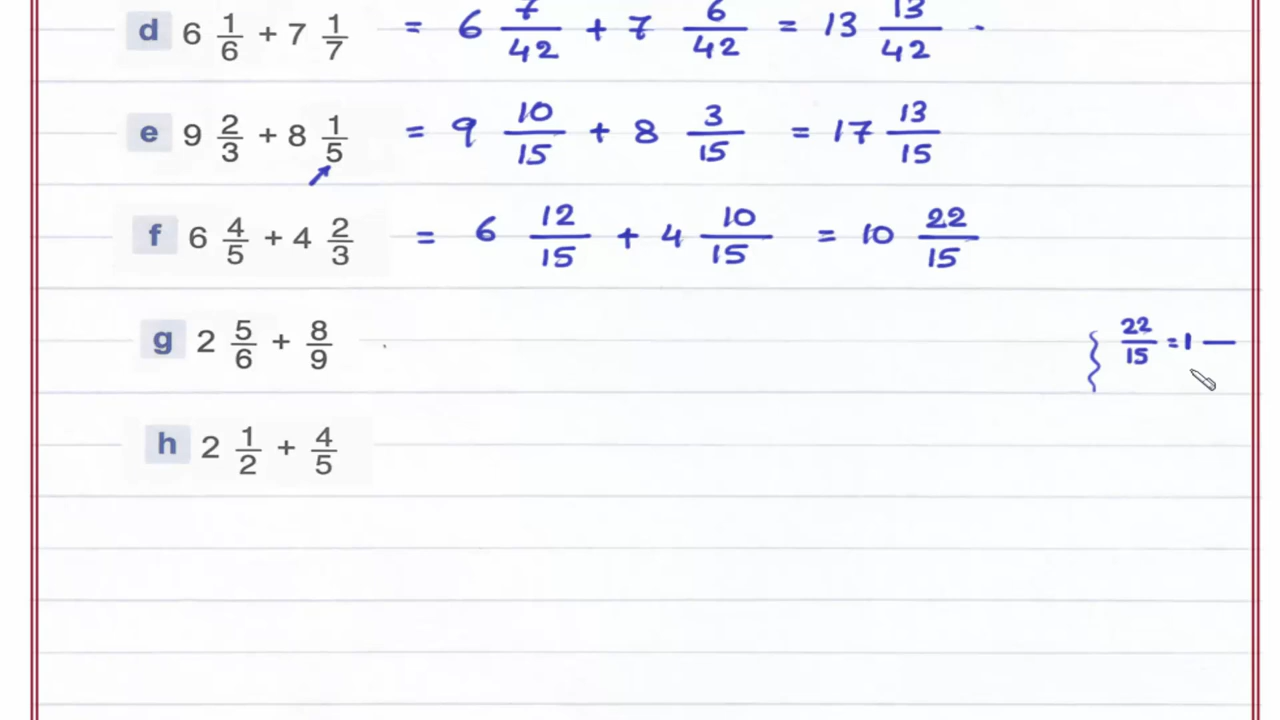 d 6 1/6 + 7 1/7 = 6 7/42 + 7 6/42 = 13 13/42 .
e 9 2/3 + 8 1/5 = 9 10/15 + 8 3/15 = 17 13/15
f 6 4/5 + 4 2/3 = 6 12/15 + 4 10/15 = 10 22/15
g 2 5/6 + 8/9
22/15 = 1 —
h 2 1/2 + 4/5